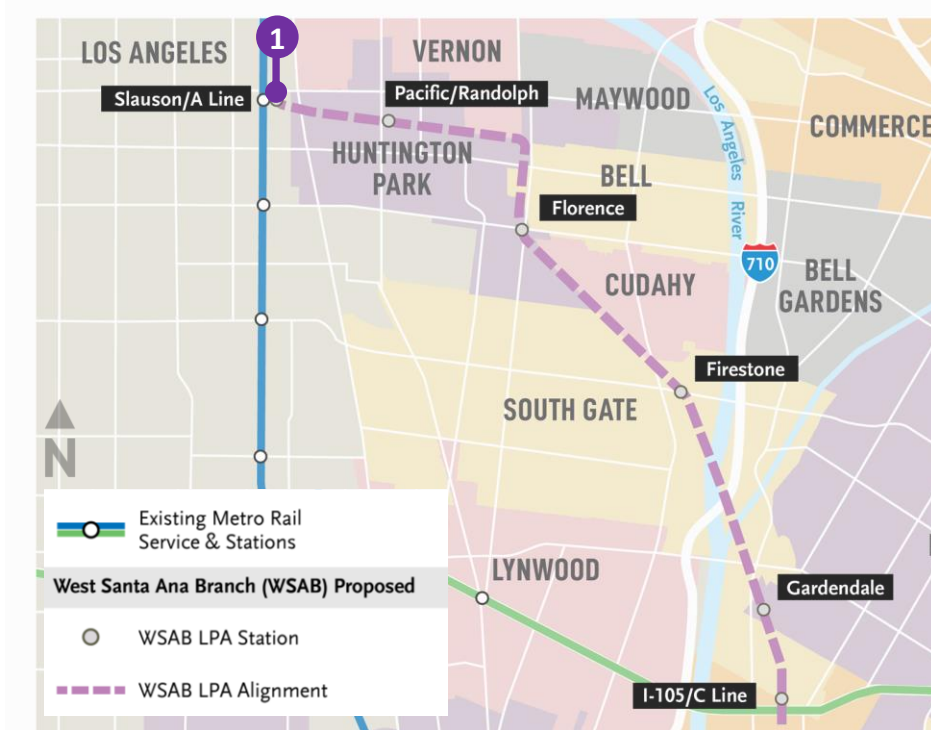 1
LOS ANGELES
VERNON
Slauson/A Line
Pacific/Randolph
MAYWOOD
Los Angeles River
COMMERCE
HUNTINGTON
PARK
BELL
Florence
710
CUDAHY
BELL
GARDENS
Firestone
SOUTH GATE
N
Existing Metro Rail
Service & Stations
West Santa Ana Branch (WSAB) Proposed
WSAB LPA Station
WSAB LPA Alignment
LYNWOOD
Gardendale
I-105/C Line